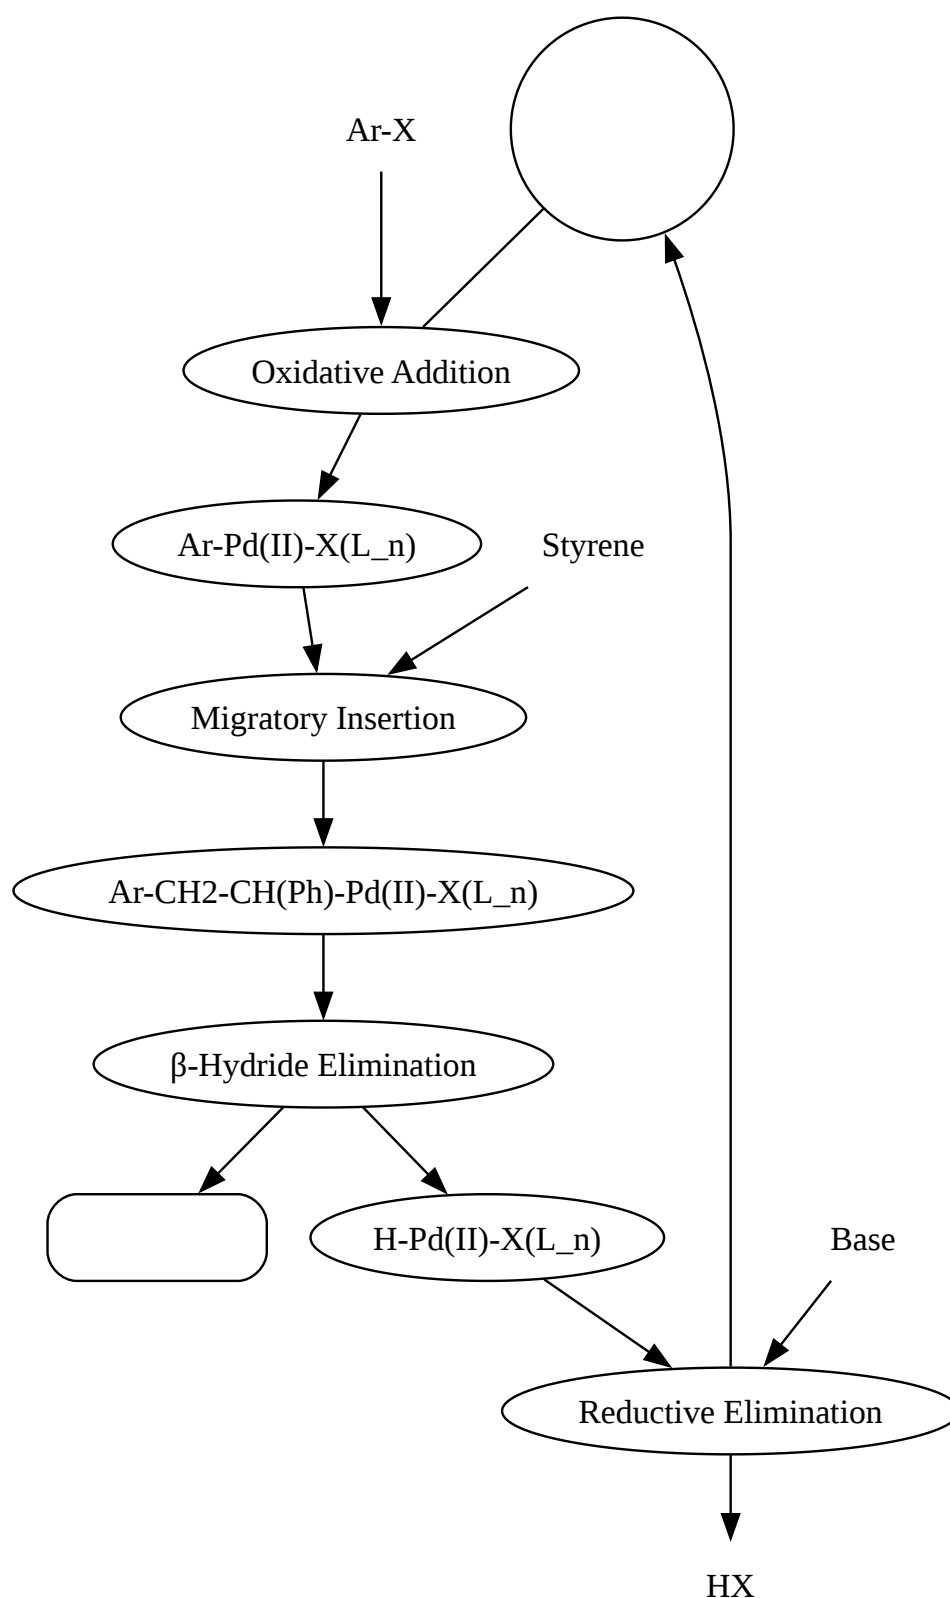 Ar-X
Oxidative Addition
Ar-Pd(II)-X(L_n)
Styrene
Migratory Insertion
Ar-CH2-CH(Ph)-Pd(II)-X(L_n)
β-Hydride Elimination
H-Pd(II)-X(L_n)
Base
Reductive Elimination
HX